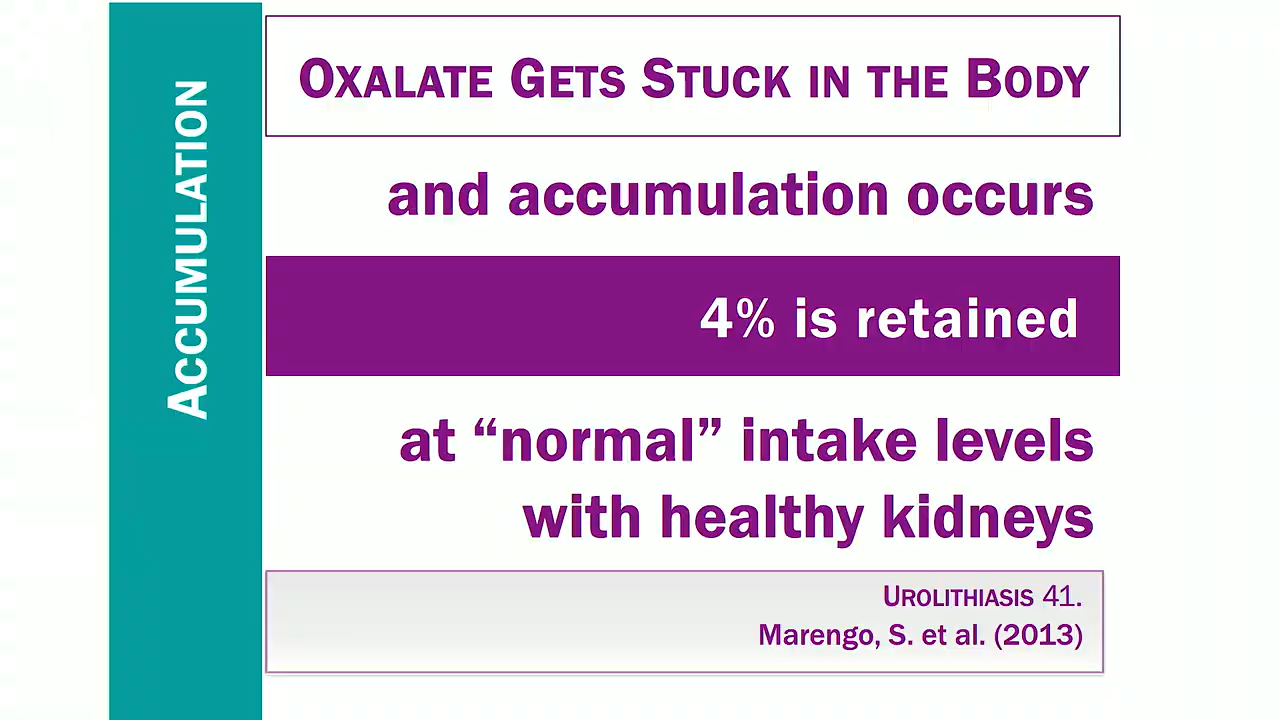 ACCUMULATION
OXALATE GETS STUCK IN THE BODY
and accumulation occurs
4% is retained
at “normal” intake levels
with healthy kidneys
UROLITHIASIS 41.
Marengo, S. et al. (2013)